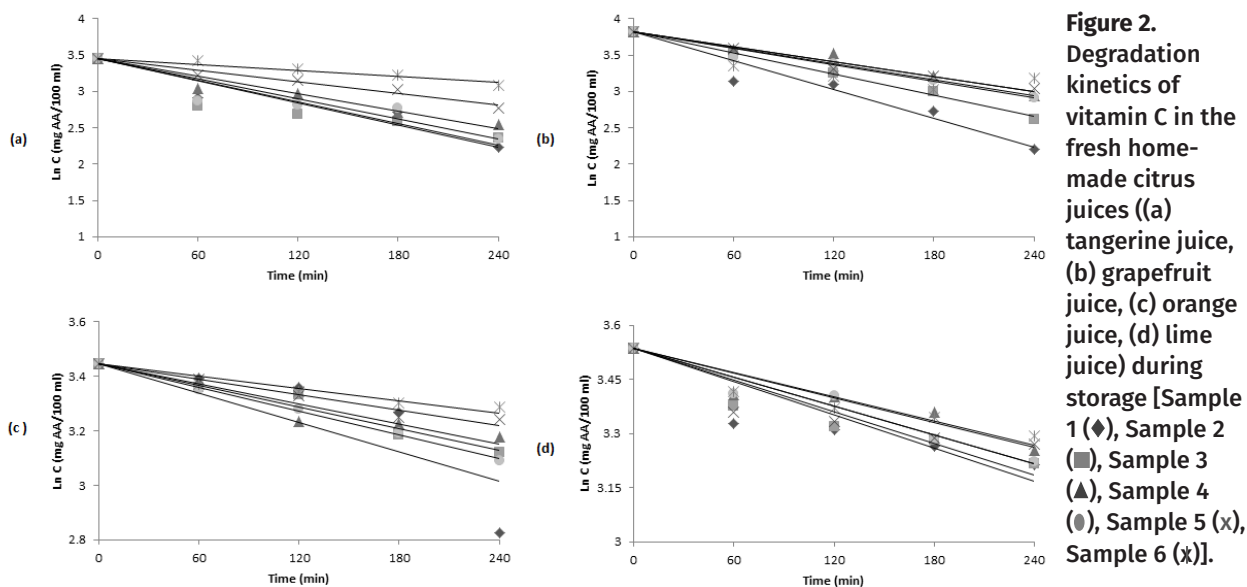 4
3.5
3
2.5
2
1.5
1
0
60
120
180
240
Time (min)
Ln C (mg AA/100 ml)
(a)
4
3.5
3
2.5
2
1.5
1
0
60
120
180
240
Time (min)
Ln C (mg AA/100 ml)
(b)
3.6
3.4
3.2
3
2.8
0
60
120
180
240
Time (min)
Ln C (mg AA/100 ml)
(c)
3.6
3.45
3.3
3.15
3
0
60
120
180
240
Time (min)
Ln C (mg AA/100 ml)
(d)
Figure 2.
Degradation
kinetics of
vitamin C in the
fresh home-
made citrus
juices ((a)
tangerine juice,
(b) grapefruit
juice, (c) orange
juice, (d) lime
juice) during
storage [Sample
1 (◆), Sample 2
(■), Sample 3
(▲), Sample 4
(●), Sample 5 (x),
Sample 6 (ж)].